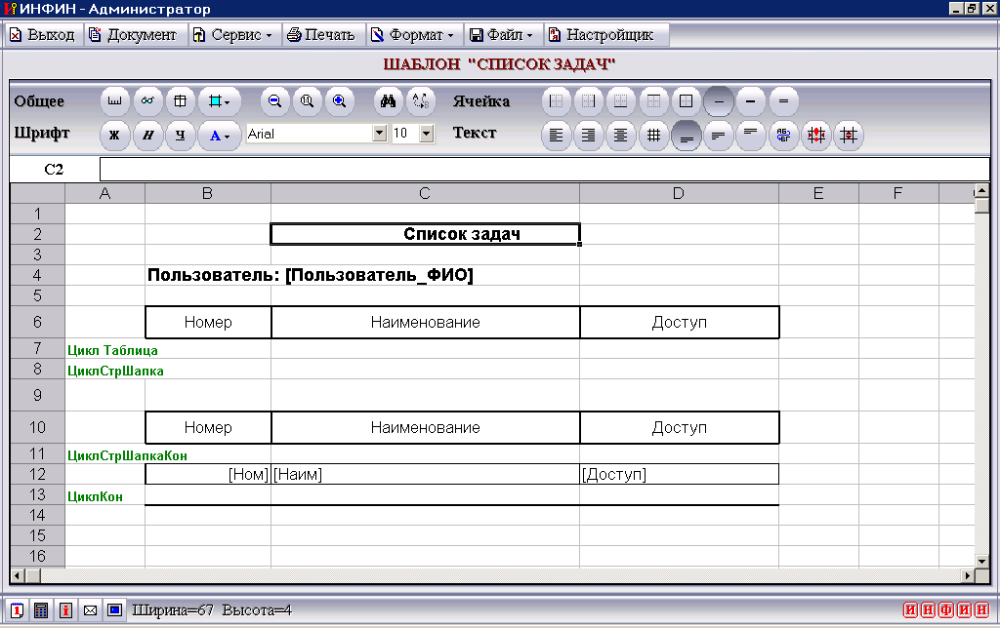 ИНФИН - Администратор
Выход Документ Сервис Печать Формат Файл Настройщик
ШАБЛОН "СПИСОК ЗАДАЧ"
Общее Ячейка
Шрифт Ж И Ч А Arial 10 Текст
C2
A B C D E F
1
2 Список задач
3
4 Пользователь: [Пользователь_ФИО]
5
6 Номер Наименование Доступ
7 Цикл Таблица
8 ЦиклСтрШапка
9
10 Номер Наименование Доступ
11 ЦиклСтрШапкаКон
12 [Ном] [Наим] [Доступ]
13 ЦиклКон
14
15
16
Ширина=67 Высота=4 ИНФИН